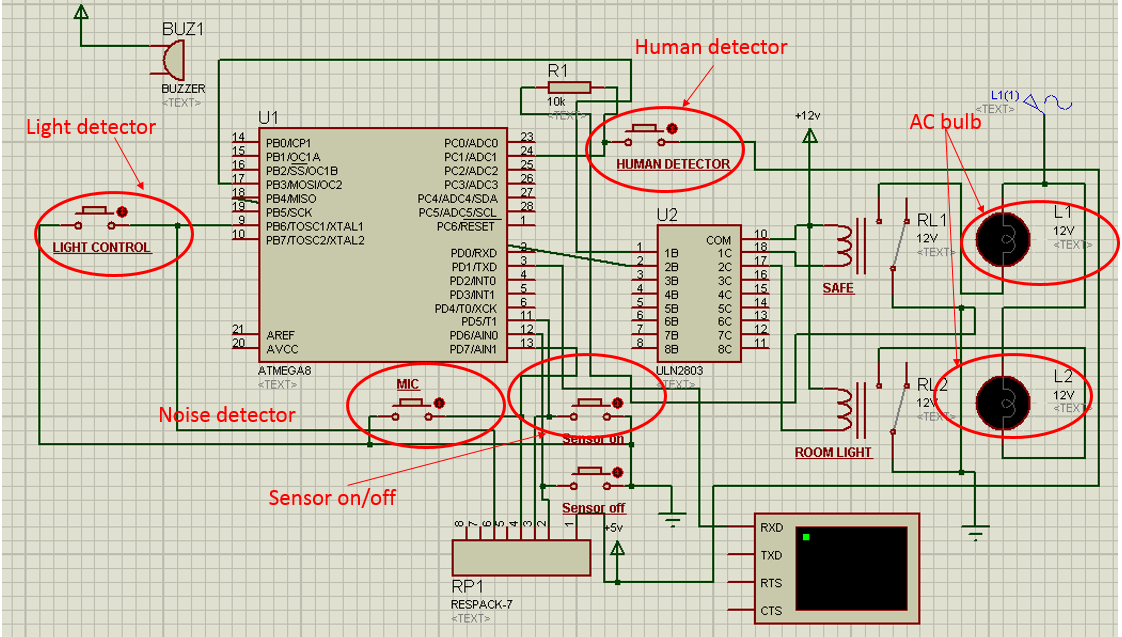 BUZ1
BUZZER
<TEXT>
Human detector
R1
10k
<TEXT>
L1(1)
<TEXT>
AC bulb
+12v
Light detector
LIGHT CONTROL
U1
14 PB0/ICP1
15 PB1/OC1A
16 PB2/SS/OC1B
17 PB3/MOSI/OC2
18 PB4/MISO
19 PB5/SCK
9 PB6/TOSC1/XTAL1
10 PB7/TOSC2/XTAL2
21 AREF
20 AVCC
PC0/ADC0 23
PC1/ADC1 24
PC2/ADC2 25
PC3/ADC3 26
PC4/ADC4/SDA 27
PC5/ADC5/SCL 28
PC6/RESET 1
PD0/RXD 2
PD1/TXD 3
PD2/INT0 4
PD3/INT1 5
PD4/T0/XCK 6
PD5/T1 11
PD6/AIN0 12
PD7/AIN1 13
ATMEGA8
<TEXT>
HUMAN DETECTOR
U2
COM 10
1 1B 1C 18
2 2B 2C 17
3 3B 3C 16
4 4B 4C 15
5 5B 5C 14
6 6B 6C 13
7 7B 7C 12
8 8B 8C 11
ULN2803
<TEXT>
SAFE
RL1
12V
<TEXT>
L1
12V
<TEXT>
ROOM LIGHT
RL2
12V
<TEXT>
L2
12V
<TEXT>
MIC
Noise detector
Sensor on
Sensor on/off
Sensor off
+5v
8 7 6 5 4 3 2 1
RP1
RESPACK-7
<TEXT>
RXD
TXD
RTS
CTS